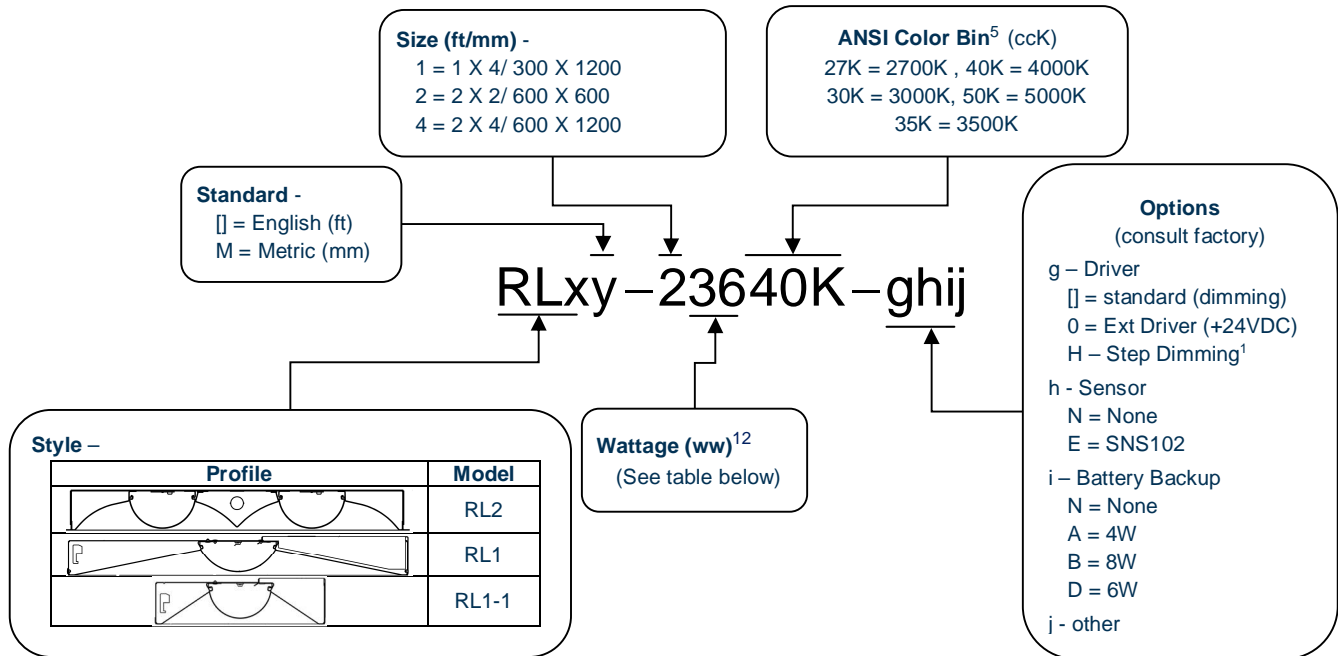 Size (ft/mm) -
1 = 1 X 4/ 300 X 1200
2 = 2 X 2/ 600 X 600
4 = 2 X 4/ 600 X 1200
ANSI Color Bin5 (ccK)
27K = 2700K , 40K = 4000K
30K = 3000K, 50K = 5000K
35K = 3500K
Standard -
[] = English (ft)
M = Metric (mm)
RLxy–23640K–ghij
Options
(consult factory)
g – Driver
[] = standard (dimming)
0 = Ext Driver (+24VDC)
H – Step Dimming1
h - Sensor
N = None
E = SNS102
i – Battery Backup
N = None
A = 4W
B = 8W
D = 6W
j - other
Style –
Profile Model
RL2
RL1
RL1-1
Wattage (ww)12
(See table below)